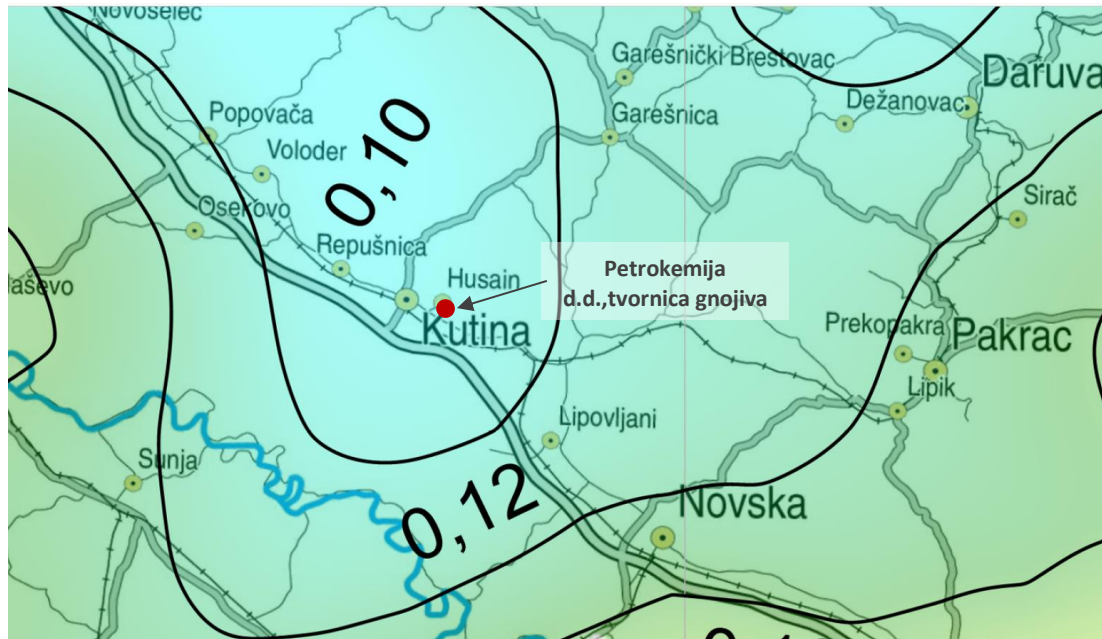 Novoselec
Garešnički Brestovac
Daruva
Dežanovac
Popovača
0,10
Garešnica
Voloder
Sirač
Osekovo
Repušnica
Husain
Petrokemija
d.d.,tvornica gnojiva
aševo
Kutina
Prekopakra
Pakrac
Lipik
Lipovljani
Sunja
0,12
Novska